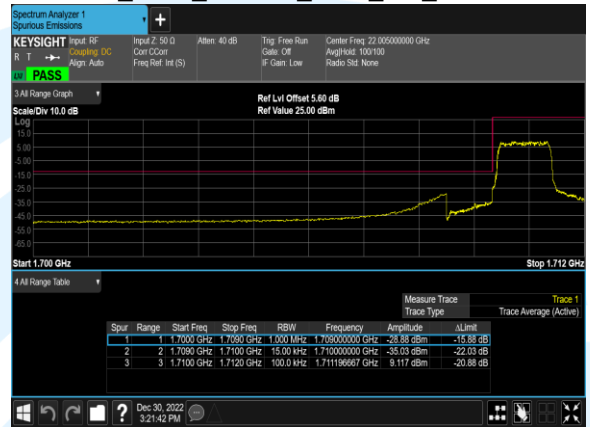 Spectrum Analyzer 1
Spurious Emissions
+
KEYSIGHT Input: RF Input Z: 50 Ω Atten: 40 dB Trig: Free Run Center Freq: 22.005000000 GHz
R T Coupling: DC Corr CCorr Gate: Off Avg|Hold: 100/100
Align: Auto Freq Ref: Int (S) IF Gain: Low Radio Std: None
PASS
3 All Range Graph
Ref Lvl Offset 5.60 dB
Scale/Div 10.0 dB Ref Value 25.00 dBm
Log
15.0
5.00
-5.00
-15.0
-25.0
-35.0
-45.0
-55.0
-65.0
Start 1.700 GHz Stop 1.712 GHz
4 All Range Table
Measure Trace Trace 1
Trace Type Trace Average (Active)
Spur Range Start Freq Stop Freq RBW Frequency Amplitude ΔLimit
1 1 1.7000 GHz 1.7090 GHz 1.000 MHz 1.709000000 GHz -28.88 dBm -15.88 dB
2 2 1.7090 GHz 1.7100 GHz 15.00 kHz 1.710000000 GHz -35.03 dBm -22.03 dB
3 3 1.7100 GHz 1.7120 GHz 100.0 kHz 1.711196667 GHz 9.117 dBm -20.88 dB
? Dec 30, 2022
3:21:42 PM